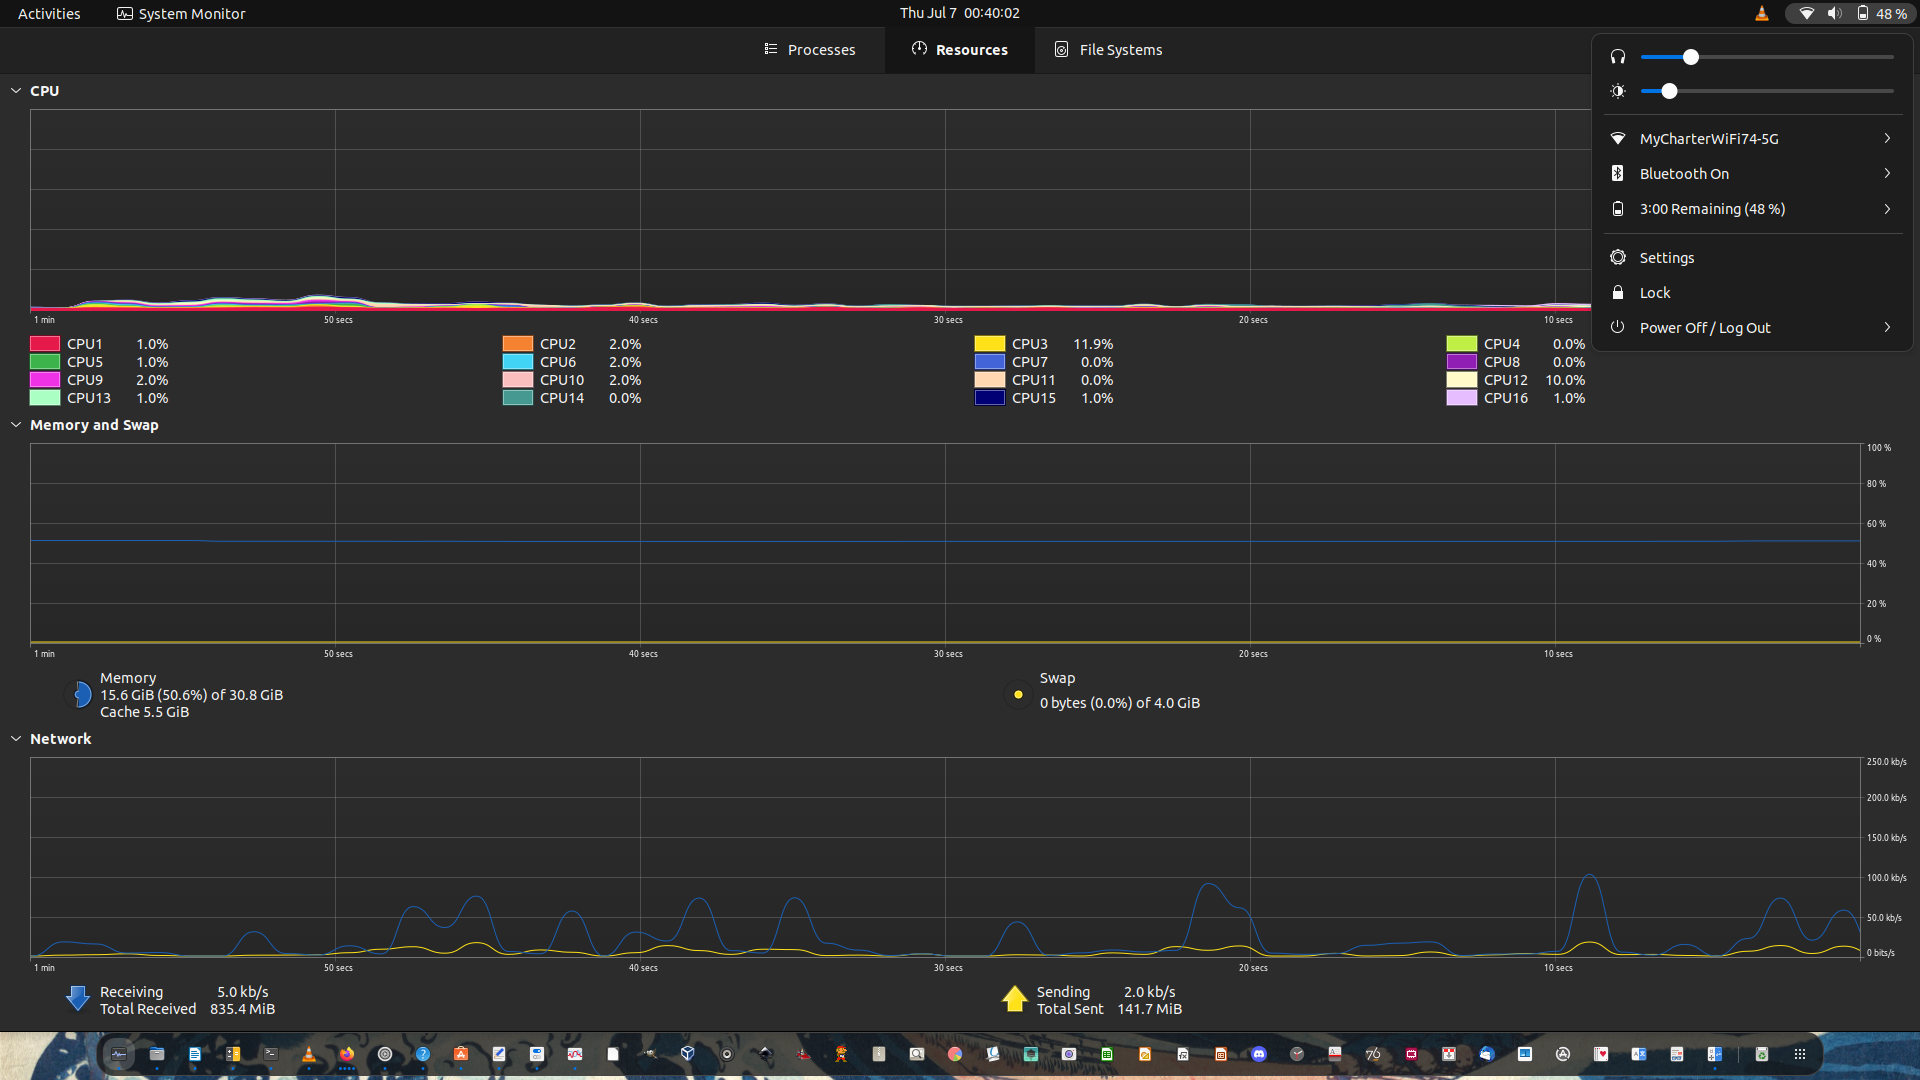 Activities
System Monitor
Thu Jul 7  00:40:02
48 %
Processes
Resources
File Systems
MyCharterWiFi74-5G
Bluetooth On
3:00 Remaining (48 %)
Settings
Lock
Power Off / Log Out
CPU
1 min 50 secs 40 secs 30 secs 20 secs 10 secs
CPU1 1.0% CPU2 2.0% CPU3 11.9% CPU4 0.0%
CPU5 1.0% CPU6 2.0% CPU7 0.0% CPU8 0.0%
CPU9 2.0% CPU10 2.0% CPU11 0.0% CPU12 10.0%
CPU13 1.0% CPU14 0.0% CPU15 1.0% CPU16 1.0%
Memory and Swap
100 %
80 %
60 %
40 %
20 %
0 %
1 min 50 secs 40 secs 30 secs 20 secs 10 secs
Memory
15.6 GiB (50.6%) of 30.8 GiB
Cache 5.5 GiB
Swap
0 bytes (0.0%) of 4.0 GiB
Network
250.0 kb/s
200.0 kb/s
150.0 kb/s
100.0 kb/s
50.0 kb/s
0 bits/s
1 min 50 secs 40 secs 30 secs 20 secs 10 secs
Receiving 5.0 kb/s
Total Received 835.4 MiB
Sending 2.0 kb/s
Total Sent 141.7 MiB
76